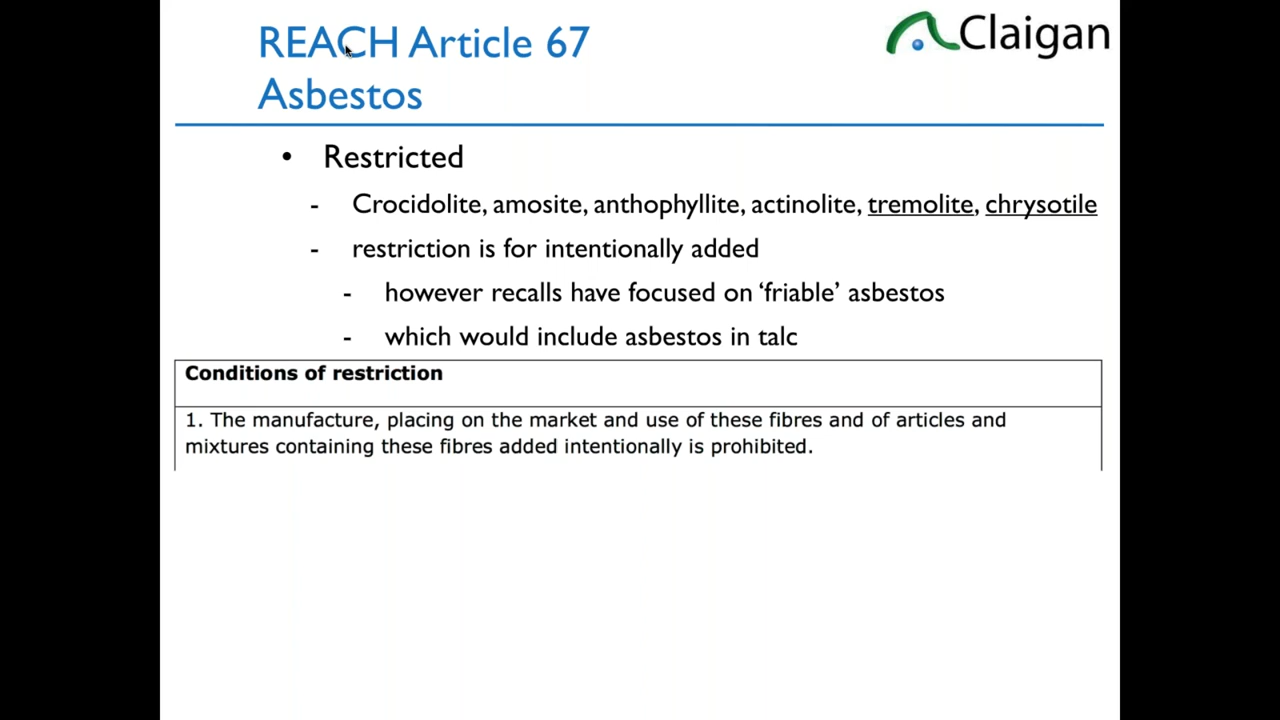 REACH Article 67
Asbestos
Claigan
• Restricted
- Crocidolite, amosite, anthophyllite, actinolite, tremolite, chrysotile
- restriction is for intentionally added
- however recalls have focused on ‘friable’ asbestos
- which would include asbestos in talc
Conditions of restriction
1. The manufacture, placing on the market and use of these fibres and of articles and
mixtures containing these fibres added intentionally is prohibited.